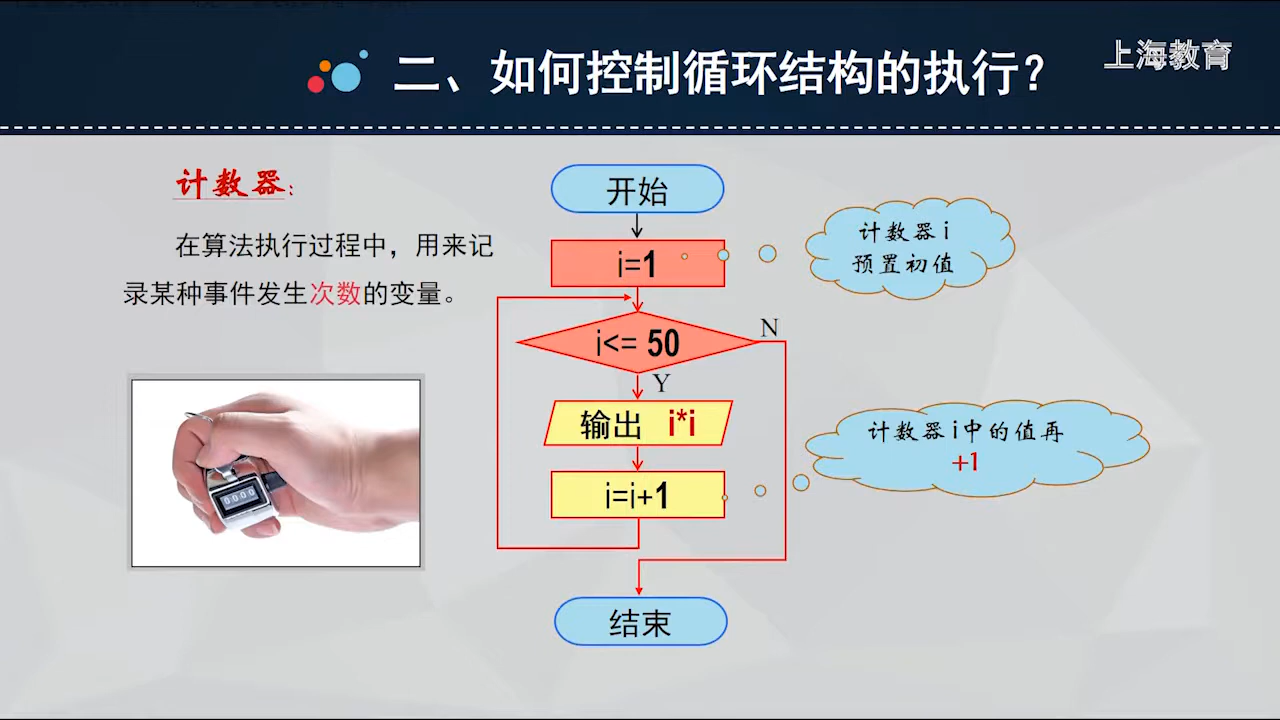 二、如何控制循环结构的执行？
上海教育
计数器：
在算法执行过程中，用来记
录某种事件发生次数的变量。
开始
i=1
计数器i
预置初值
i<= 50
N
Y
输出 i*i
计数器i中的值再
+1
i=i+1
0000
结束